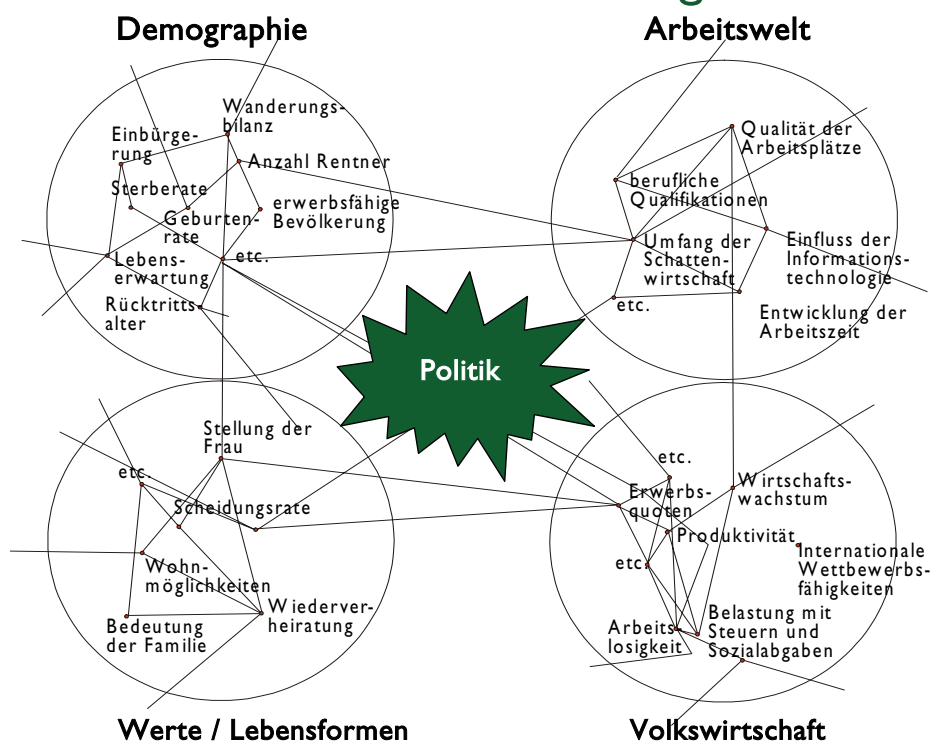 Demographie
Wanderungs-
bilanz
Einbürge-
rung
Anzahl Rentner
Sterberate
erwerbsfähige
Bevölkerung
Geburten-
rate
etc.
Lebens-
erwartung
Rücktritts-
alter
Arbeitswelt
Qualität der
Arbeitsplätze
berufliche
Qualifikationen
Umfang der
Schatten-
wirtschaft
Einfluss der
Informations-
technologie
etc.
Entwicklung der
Arbeitszeit
Politik
Stellung der
Frau
etc.
Scheidungsrate
Wohn-
möglichkeiten
Wiederver-
heiratung
Bedeutung
der Familie
Werte / Lebensformen
etc.
Wirtschafts-
wachstum
Erwerbs-
quoten
Produktivität
Internationale
Wettbewerbs-
fähigkeiten
etc.
Belastung mit
Steuern und
Sozialabgaben
Arbeits-
losigkeit
Volkswirtschaft